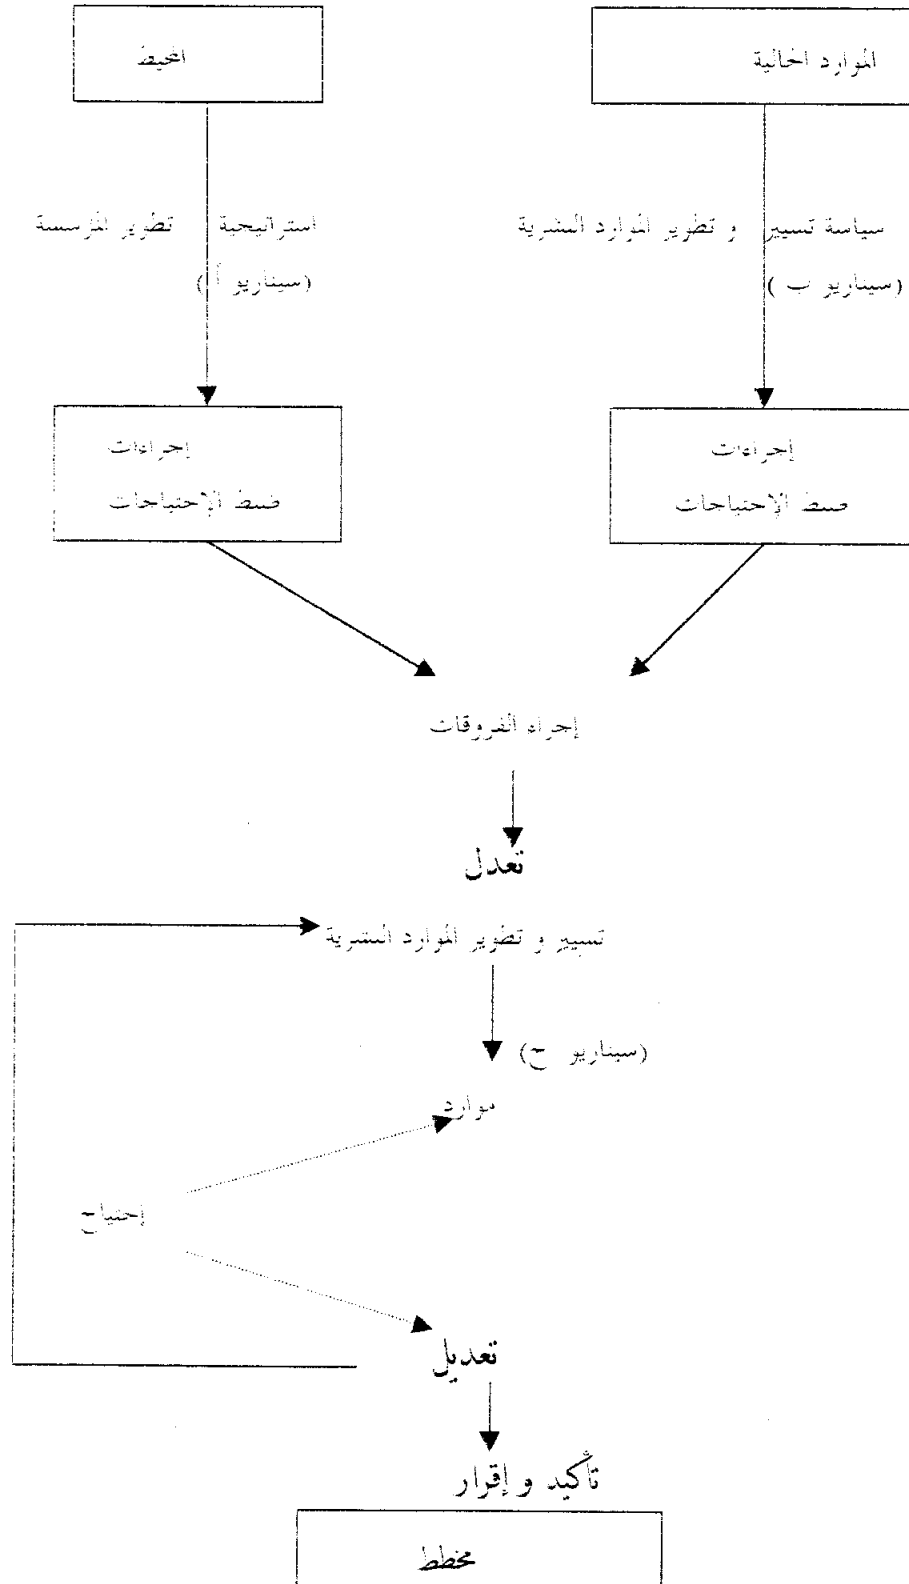 الموارد الحالية
المحيط
سياسة تسيير و تطوير الموارد البشرية
(سيناريو ب)
استراتيجية تطوير المؤسسة
(سيناريو أ)
إجراءات
ضبط الإحتياجات
إجراءات
ضبط الإحتياجات
إجراء الفروقات
تعدل
تسيير و تطوير الموارد البشرية
(سيناريو ح)
موارد
إحتياح
تعديل
تأكيد و إقرار
مخطط